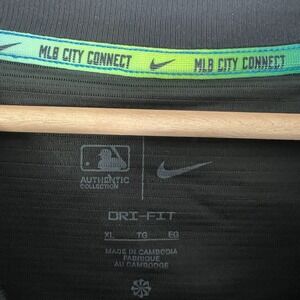 MLB CITY CONNECT MLB CITY CONNECT
AUTHENTIC
COLLECTION
DRI-FIT
XL TG EG
MADE IN CAMBODIA
FABRIQUÉ
AU CAMBODGE